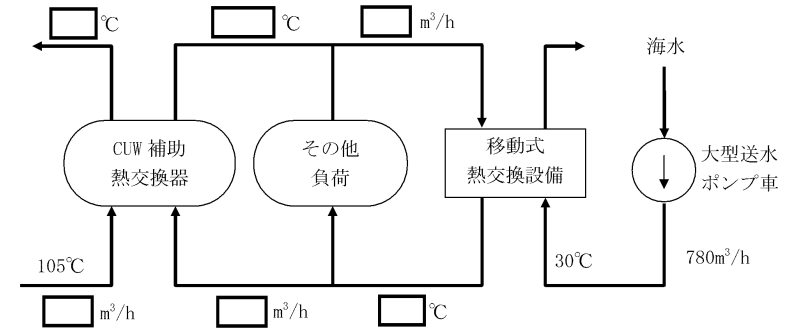 ℃
℃
m³/h
海水
CUW 補助
熱交換器
その他
負荷
移動式
熱交換設備
大型送水
ポンプ車
105℃
30℃
780m³/h
m³/h
m³/h
℃